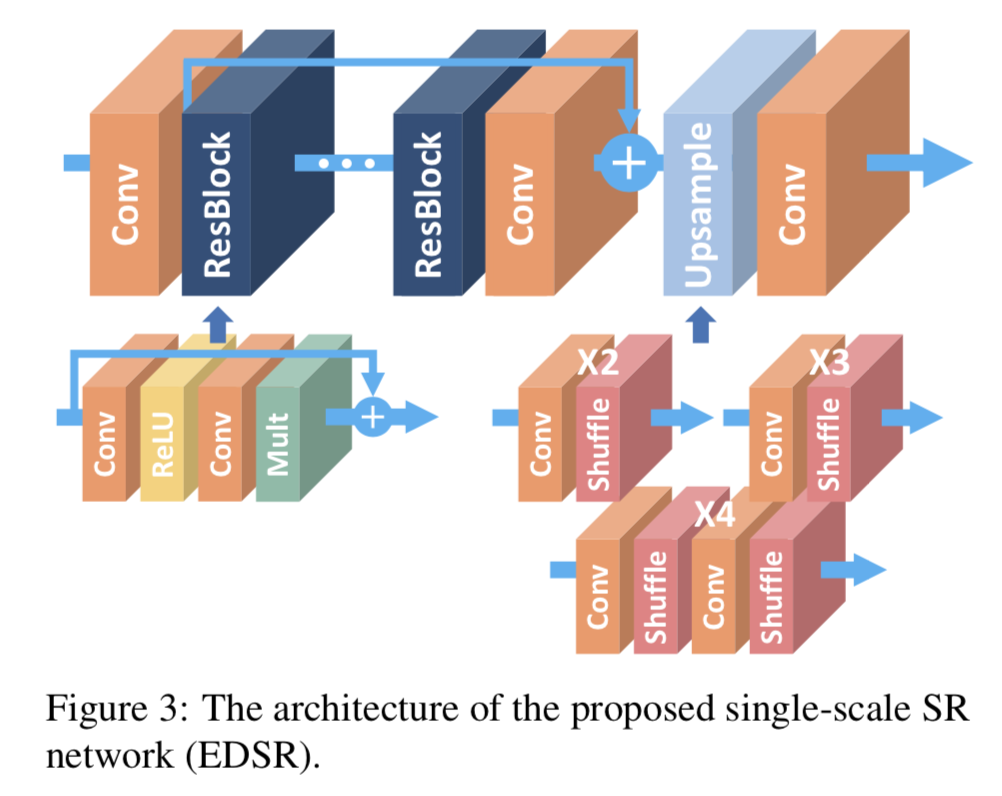 Conv
ResBlock
ResBlock
Conv
+
Upsample
Conv
Conv
ReLU
Conv
Mult
+
X2
Conv
Shuffle
X3
Conv
Shuffle
X4
Conv
Shuffle
Conv
Shuffle
Figure 3: The architecture of the proposed single-scale SR
network (EDSR).